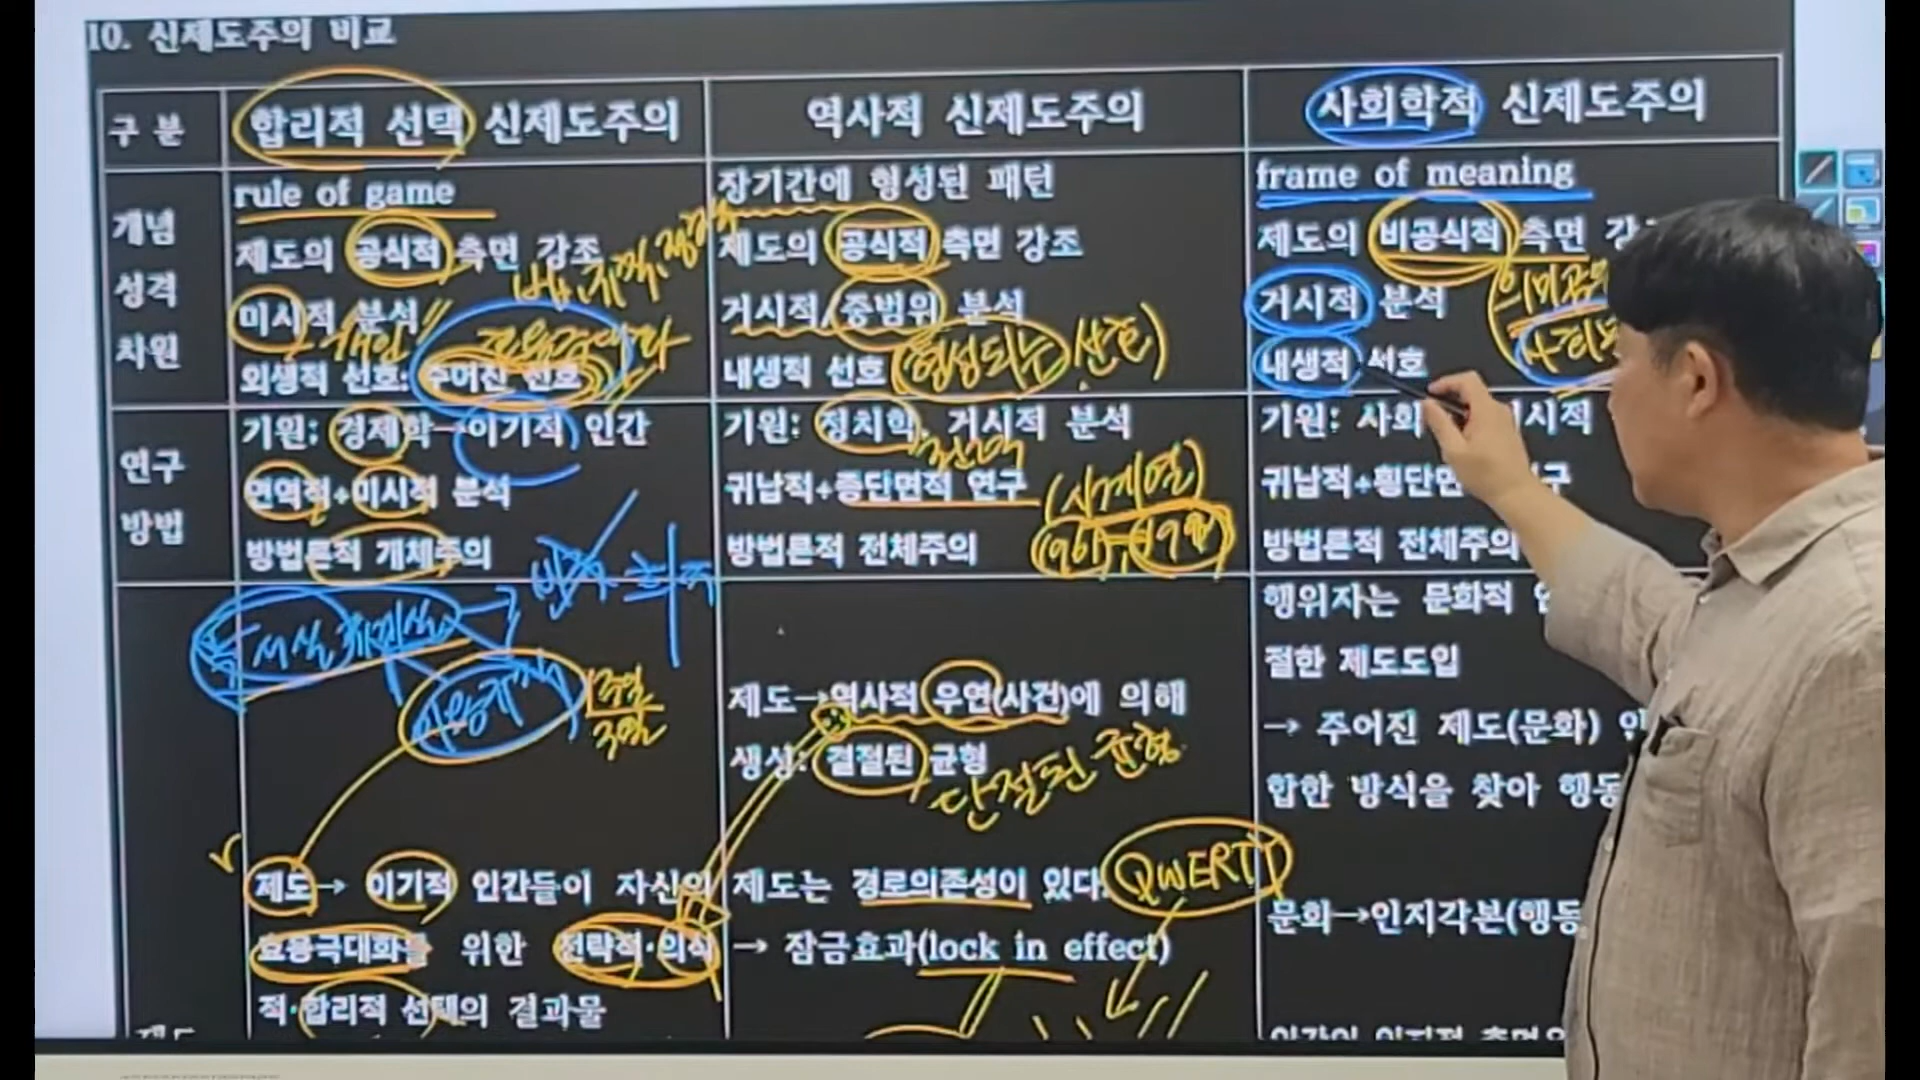 10. 신제도주의 비교
구 분
합리적 선택 신제도주의
역사적 신제도주의
사회학적 신제도주의
개념
성격
차원
rule of game
제도의 공식적 측면 강조
미시적 분석
"개인"
외생적 선호: 주어진 선호
장기간에 형성된 패턴
제도의 공식적 측면 강조
거시적/중범위 분석
내생적 선호 (형성되는
frame of meaning
제도의 비공식적 측면
거시적 분석
내생적 선호
연구
방법
기원: 경제학→이기적 인간
연역적+미시적 분석
방법론적 개체주의
기원: 정치학, 거시적 분석
귀납적+종단면적 연구
(시계열)
방법론적 전체주의
기원: 사회
귀납적+횡단면
방법론적 전체주의
제도→ 이기적 인간들이 자신의
효용극대화를 위한 전략적·의식
적·합리적 선택의 결과물
제도→역사적 우연(사건)에 의해
생성: 결절된 균형
단절된 균형
제도는 경로의존성이 있다.
QWERTY
→ 잠금효과(lock in effect)
행위자는 문화적
절한 제도도입
→ 주어진 제도(문화)
합한 방식을 찾아 행동
문화→인지각본(행동